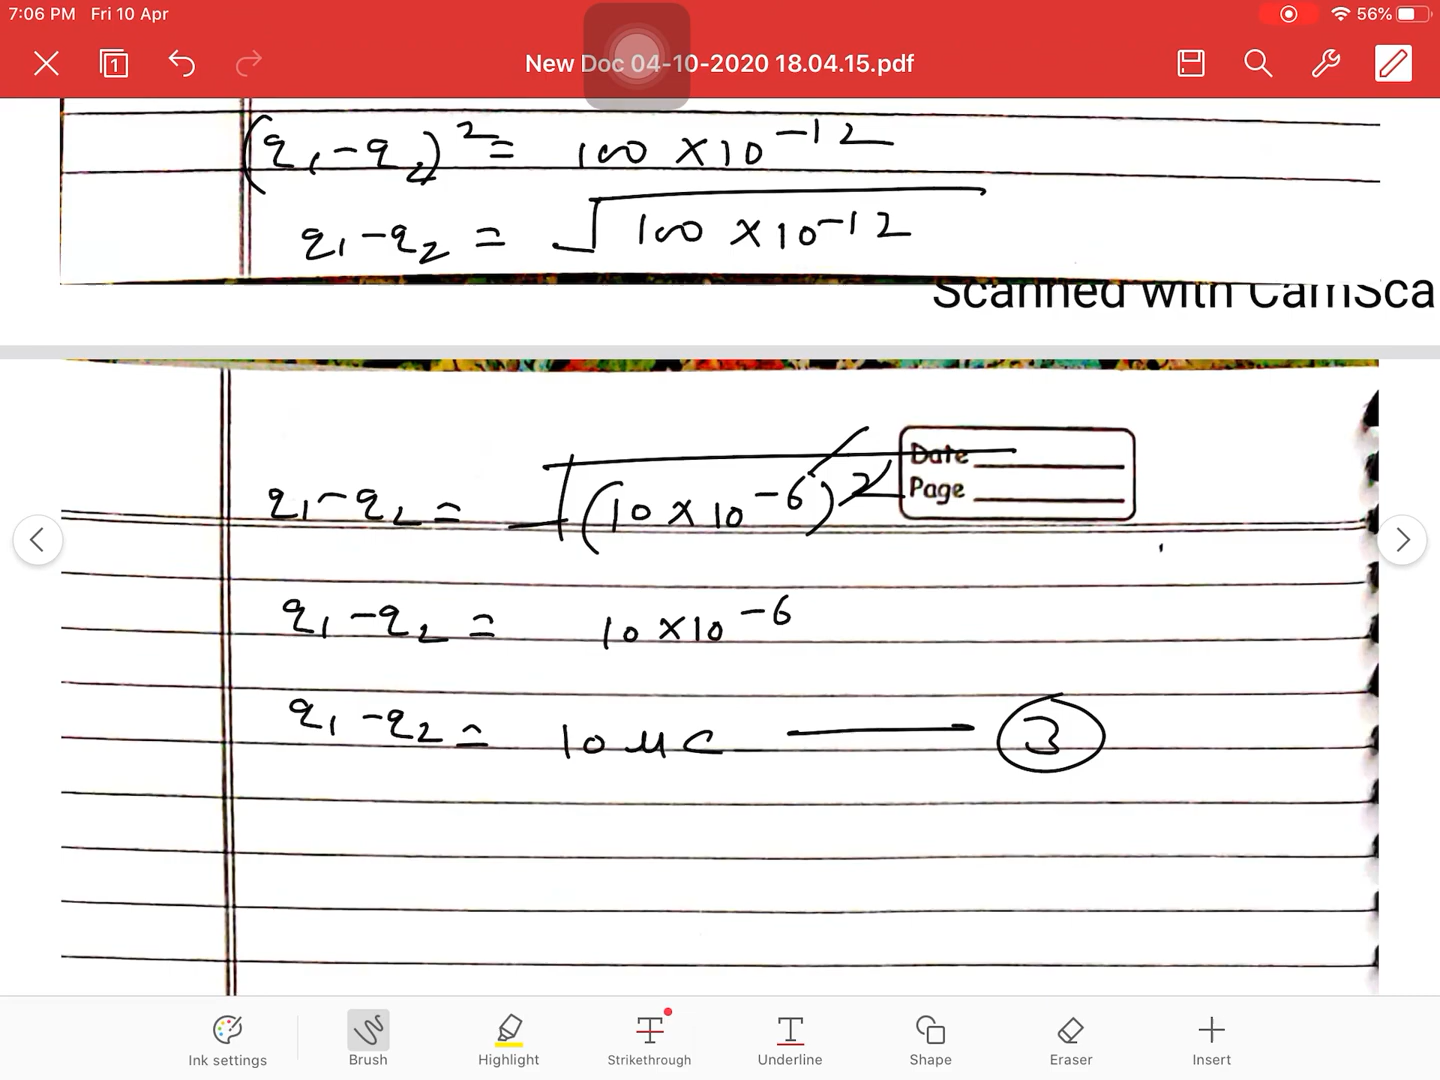 7:06 PM Fri 10 Apr
56%
1
New Doc 04-10-2020 18.04.15.pdf
(q₁-q₂)² = 100 × 10⁻¹²
q₁-q₂ = √100 × 10⁻¹²
Scanned with CamSca
Date
Page
q₁-q₂ = √(10 × 10⁻⁶)²
q₁-q₂ = 10 × 10⁻⁶
q₁-q₂ = 10 μC — 3
Ink settings
Brush
Highlight
Strikethrough
Underline
Shape
Eraser
Insert